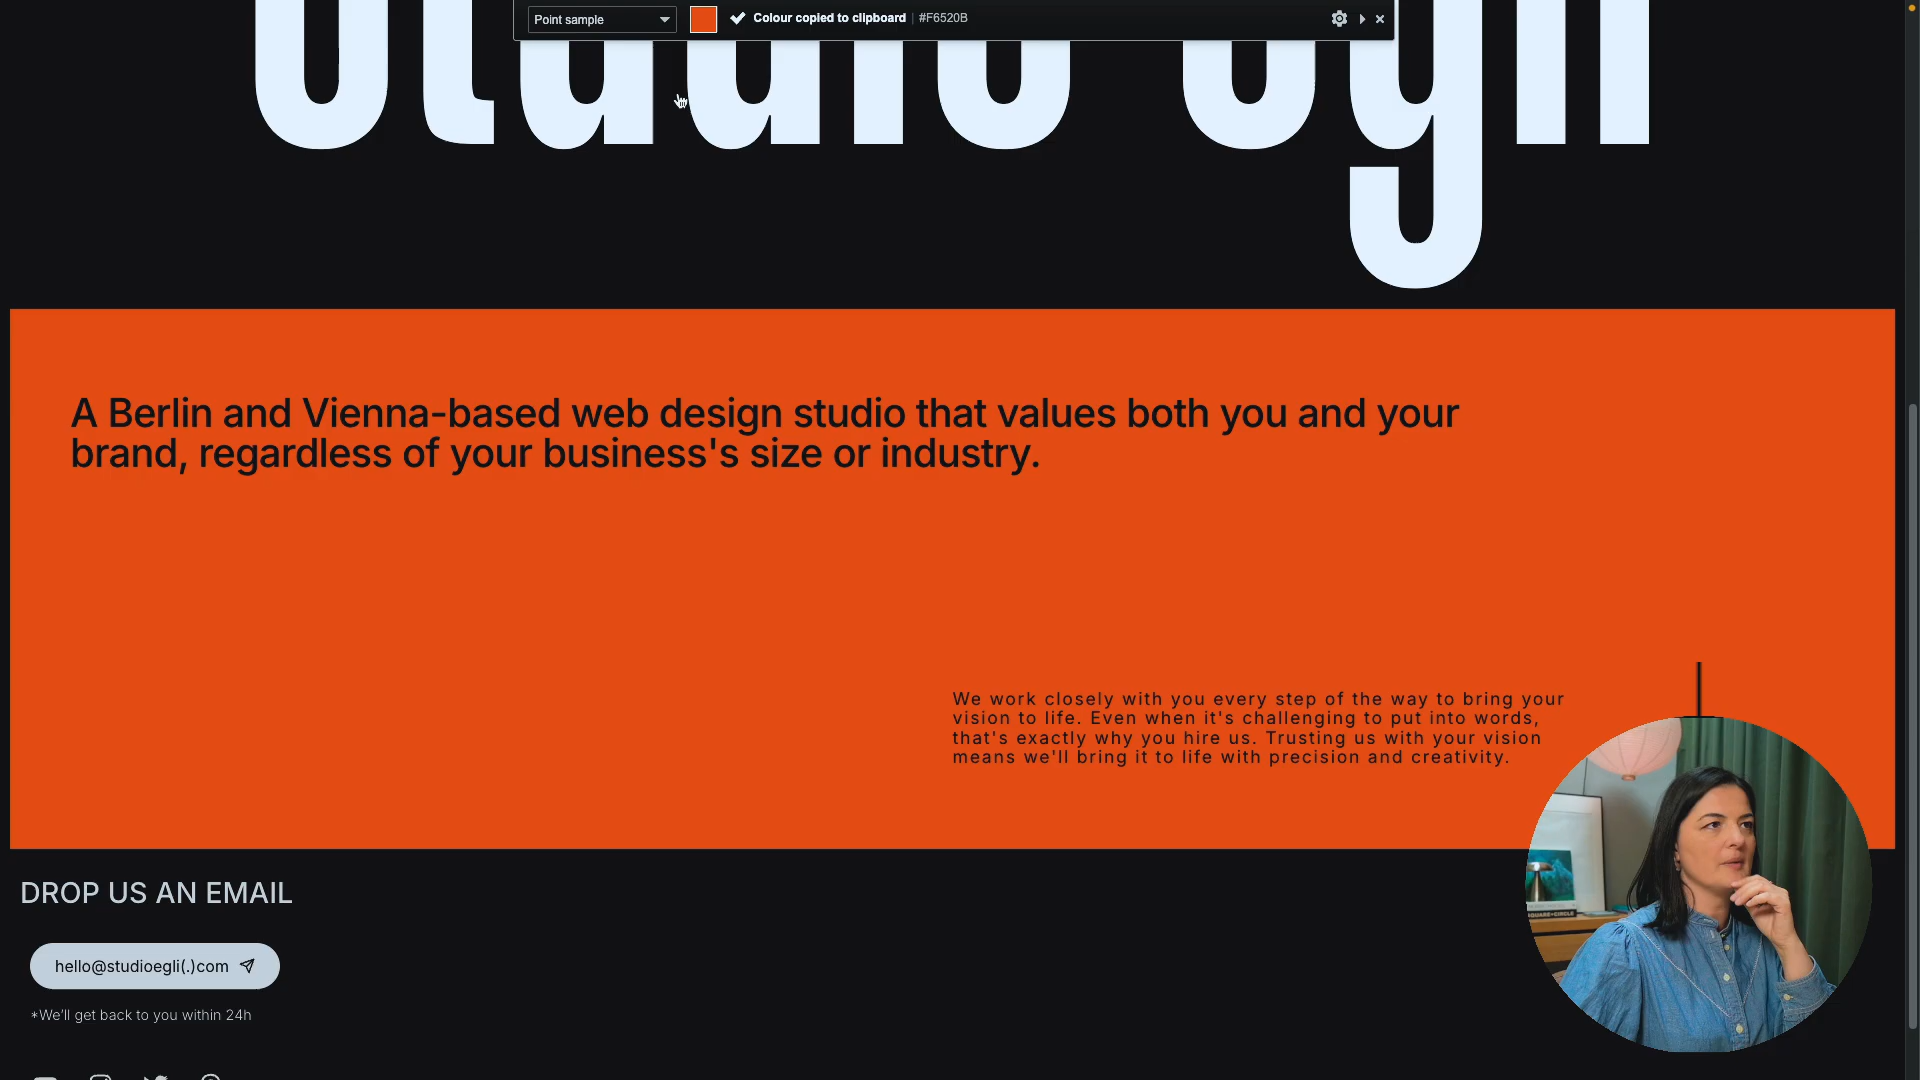 Point sample
Colour copied to clipboard | #F6520B
studio egli
A Berlin and Vienna-based web design studio that values both you and your
brand, regardless of your business's size or industry.
We work closely with you every step of the way to bring your
vision to life. Even when it's challenging to put into words,
that's exactly why you hire us. Trusting us with your vision
means we'll bring it to life with precision and creativity.
DROP US AN EMAIL
hello@studioegli(.)com
*We'll get back to you within 24h
SQUARE+CIRCLE